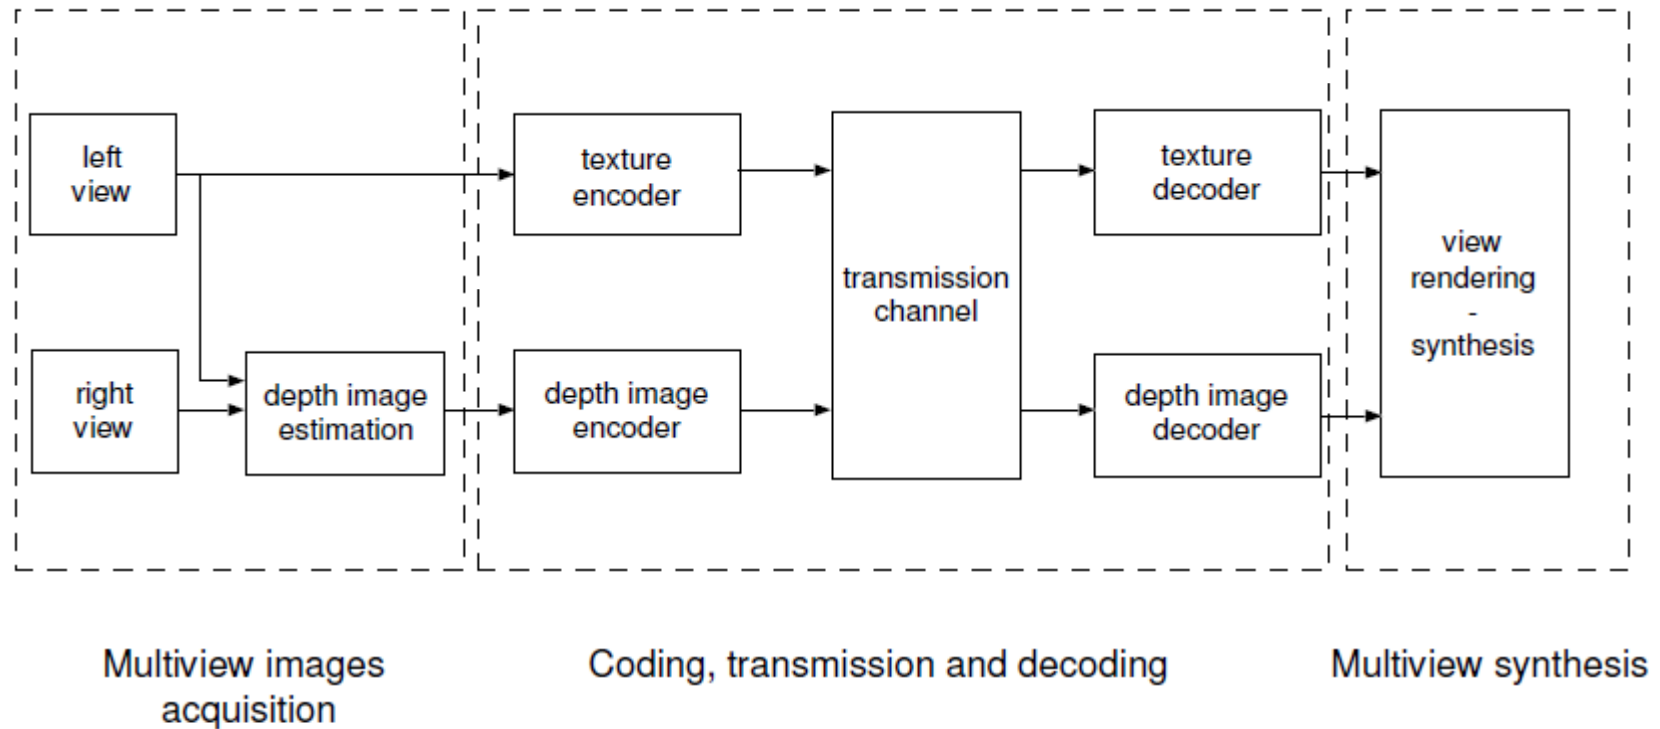 left
view
texture
encoder
texture
decoder
transmission
channel
view
rendering
-
synthesis
right
view
depth image
estimation
depth image
encoder
depth image
decoder
Multiview images
acquisition
Coding, transmission and decoding
Multiview synthesis